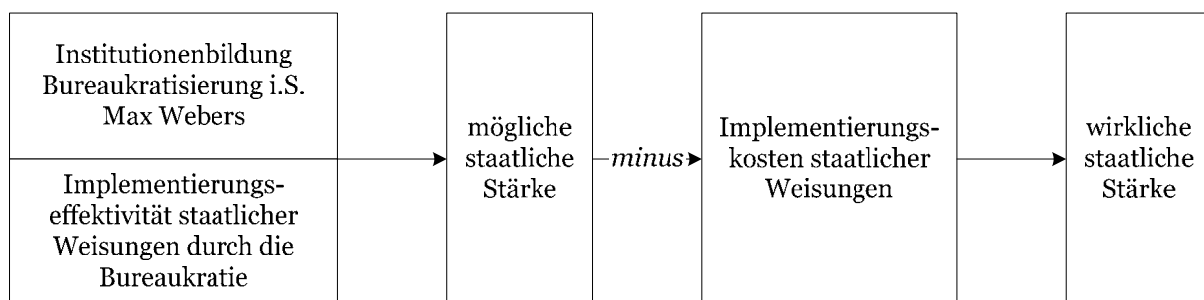 Institutionenbildung
Bureaukratisierung i.S.
Max Webers
Implementierungs-
effektivität staatlicher
Weisungen durch die
Bureaukratie
mögliche
staatliche
Stärke
minus
Implementierungs-
kosten staatlicher
Weisungen
wirkliche
staatliche
Stärke